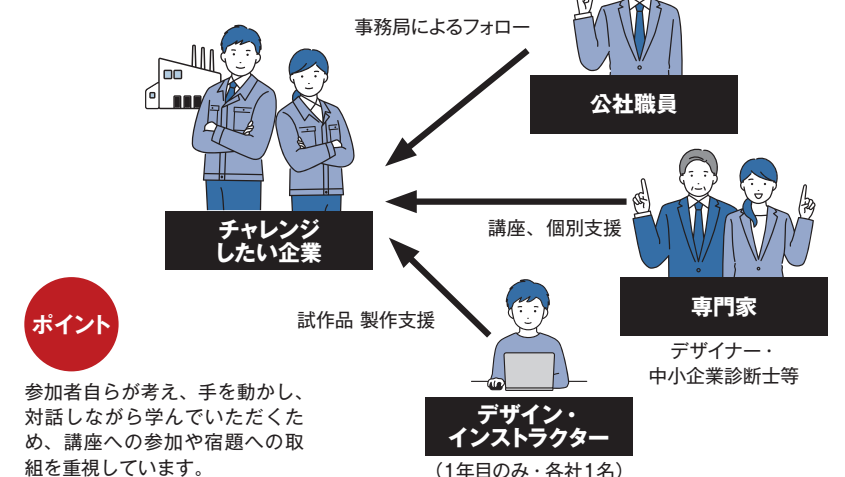 事務局によるフォロー
公社職員
チャレンジ
したい企業
講座、個別支援
専門家
デザイナー・
中小企業診断士等
試作品 製作支援
デザイン・
インストラクター
（1年目のみ・各社1名）
ポイント
参加者自らが考え、手を動かし、
対話しながら学んでいただくた
め、講座への参加や宿題への取
組を重視しています。